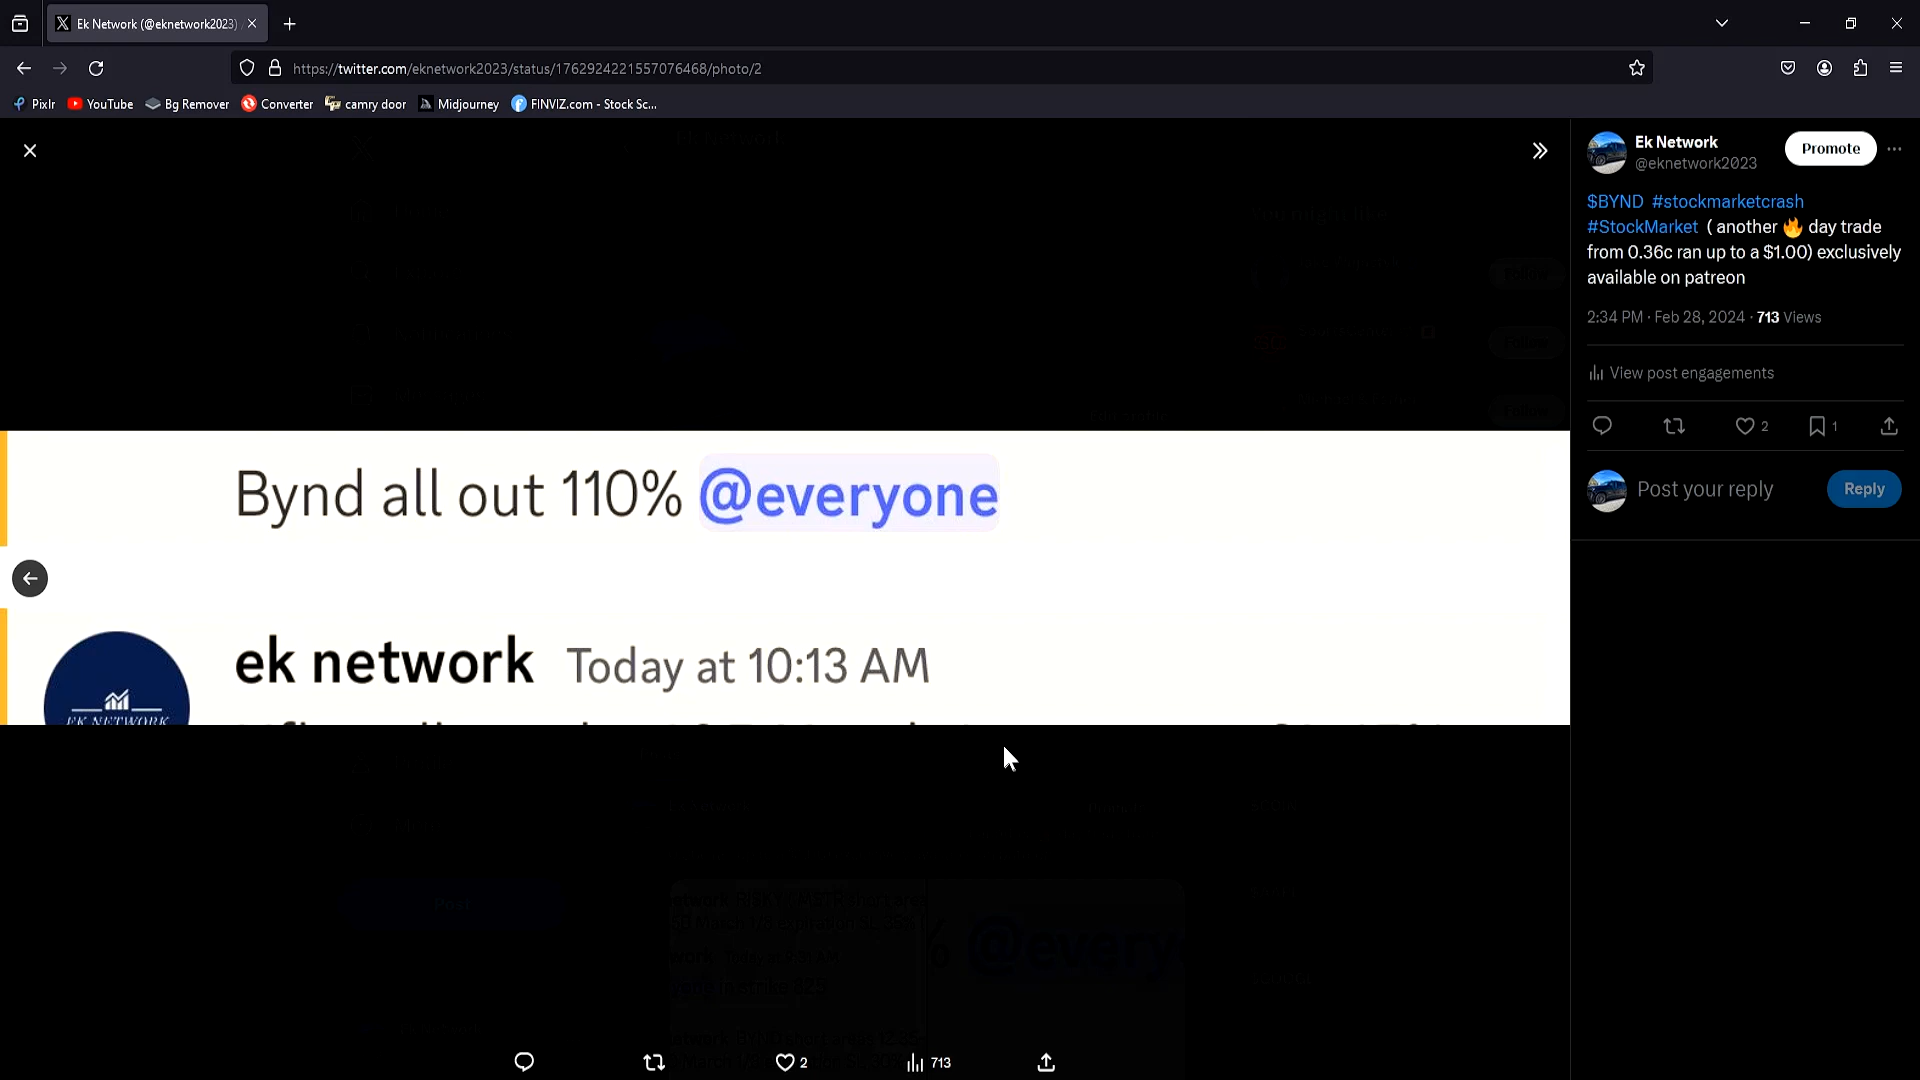 Ek Network (@eknetwork2023)
https://twitter.com/eknetwork2023/status/1762924221557076468/photo/2
Pixlr
YouTube
Bg Remover
Converter
camry door
Midjourney
FINVIZ.com - Stock Sc...
Ek Network
@eknetwork2023
Promote
$BYND #stockmarketcrash
#StockMarket ( another 🔥 day trade
from 0.36c ran up to a $1.00) exclusively
available on patreon
2:34 PM · Feb 28, 2024 · 713 Views
View post engagements
2
1
Post your reply
Reply
Bynd all out 110% @everyone
ek network Today at 10:13 AM
EK NETWORK
2
713